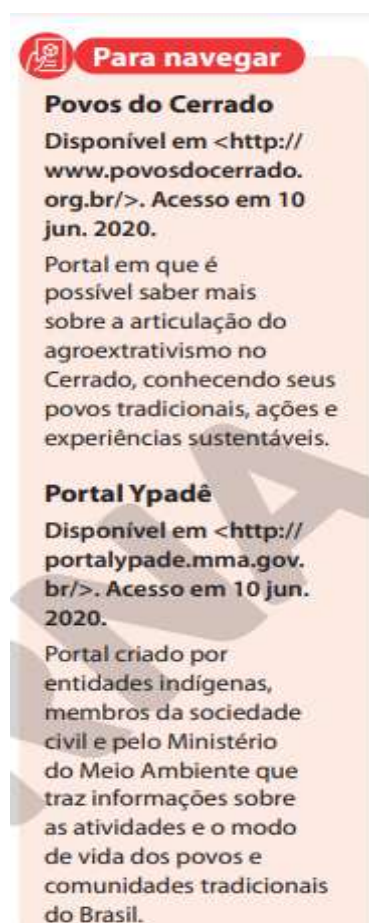 Para navegar
Povos do Cerrado
Disponível em <http://
www.povosdocerrado.
org.br/>. Acesso em 10
jun. 2020.
Portal em que é
possível saber mais
sobre a articulação do
agroextrativismo no
Cerrado, conhecendo seus
povos tradicionais, ações e
experiências sustentáveis.
Portal Ypadê
Disponível em <http://
portalypade.mma.gov.
br/>. Acesso em 10 jun.
2020.
Portal criado por
entidades indígenas,
membros da sociedade
civil e pelo Ministério
do Meio Ambiente que
traz informações sobre
as atividades e o modo
de vida dos povos e
comunidades tradicionais
do Brasil.